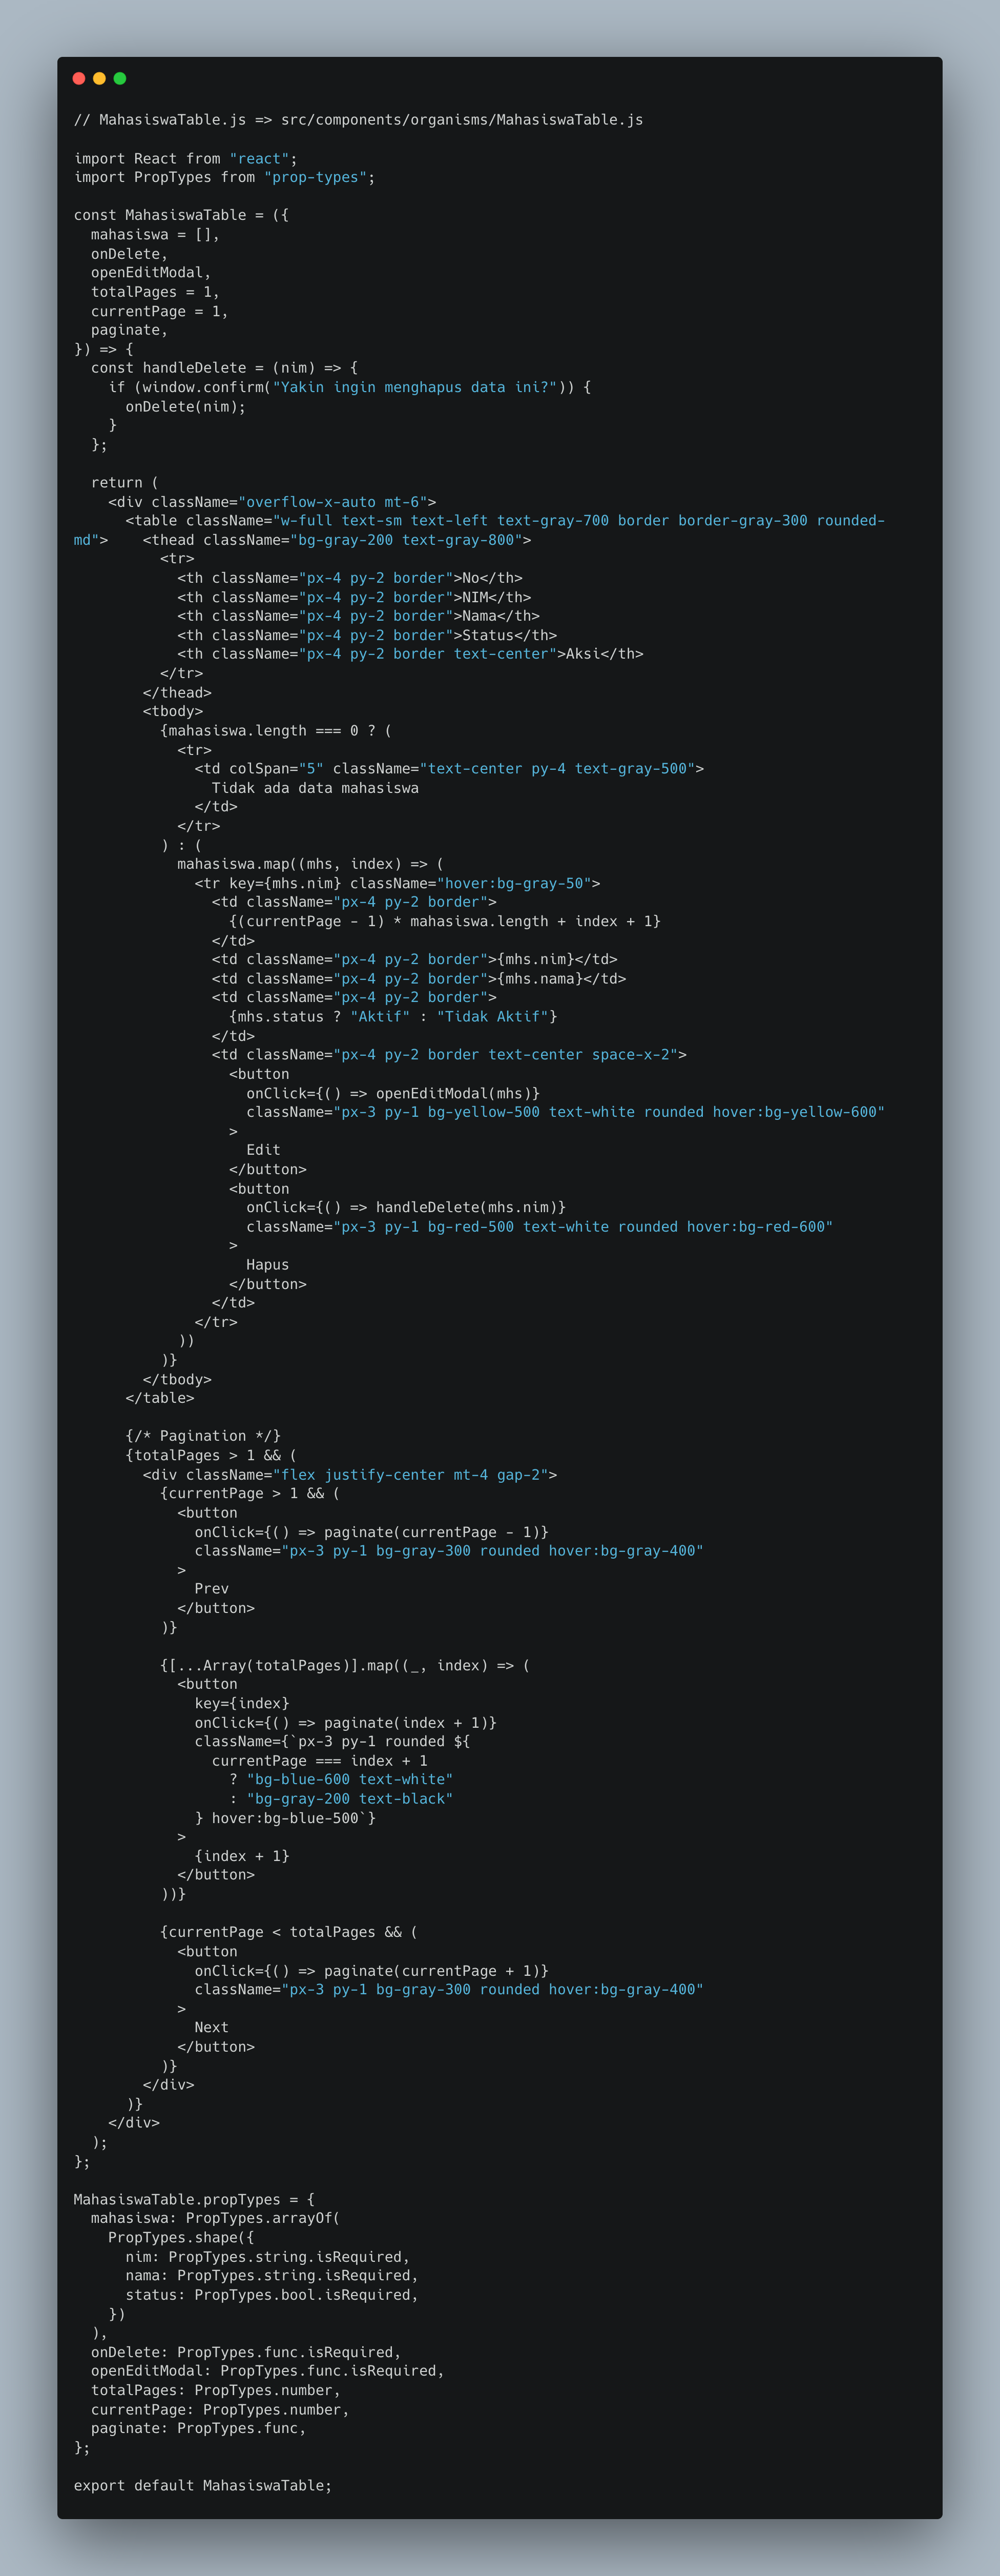 // MahasiswaTable.js => src/components/organisms/MahasiswaTable.js

import React from "react";
import PropTypes from "prop-types";

const MahasiswaTable = ({
  mahasiswa = [],
  onDelete,
  openEditModal,
  totalPages = 1,
  currentPage = 1,
  paginate,
}) => {
  const handleDelete = (nim) => {
    if (window.confirm("Yakin ingin menghapus data ini?")) {
      onDelete(nim);
    }
  };

  return (
    <div className="overflow-x-auto mt-6">
      <table className="w-full text-sm text-left text-gray-700 border border-gray-300 rounded-
md">    <thead className="bg-gray-200 text-gray-800">
          <tr>
            <th className="px-4 py-2 border">No</th>
            <th className="px-4 py-2 border">NIM</th>
            <th className="px-4 py-2 border">Nama</th>
            <th className="px-4 py-2 border">Status</th>
            <th className="px-4 py-2 border text-center">Aksi</th>
          </tr>
        </thead>
        <tbody>
          {mahasiswa.length === 0 ? (
            <tr>
              <td colSpan="5" className="text-center py-4 text-gray-500">
                Tidak ada data mahasiswa
              </td>
            </tr>
          ) : (
            mahasiswa.map((mhs, index) => (
              <tr key={mhs.nim} className="hover:bg-gray-50">
                <td className="px-4 py-2 border">
                  {(currentPage - 1) * mahasiswa.length + index + 1}
                </td>
                <td className="px-4 py-2 border">{mhs.nim}</td>
                <td className="px-4 py-2 border">{mhs.nama}</td>
                <td className="px-4 py-2 border">
                  {mhs.status ? "Aktif" : "Tidak Aktif"}
                </td>
                <td className="px-4 py-2 border text-center space-x-2">
                  <button
                    onClick={() => openEditModal(mhs)}
                    className="px-3 py-1 bg-yellow-500 text-white rounded hover:bg-yellow-600"
                  >
                    Edit
                  </button>
                  <button
                    onClick={() => handleDelete(mhs.nim)}
                    className="px-3 py-1 bg-red-500 text-white rounded hover:bg-red-600"
                  >
                    Hapus
                  </button>
                </td>
              </tr>
            ))
          )}
        </tbody>
      </table>

      {/* Pagination */}
      {totalPages > 1 && (
        <div className="flex justify-center mt-4 gap-2">
          {currentPage > 1 && (
            <button
              onClick={() => paginate(currentPage - 1)}
              className="px-3 py-1 bg-gray-300 rounded hover:bg-gray-400"
            >
              Prev
            </button>
          )}

          {[...Array(totalPages)].map((_, index) => (
            <button
              key={index}
              onClick={() => paginate(index + 1)}
              className={`px-3 py-1 rounded ${
                currentPage === index + 1
                  ? "bg-blue-600 text-white"
                  : "bg-gray-200 text-black"
              } hover:bg-blue-500`}
            >
              {index + 1}
            </button>
          ))}

          {currentPage < totalPages && (
            <button
              onClick={() => paginate(currentPage + 1)}
              className="px-3 py-1 bg-gray-300 rounded hover:bg-gray-400"
            >
              Next
            </button>
          )}
        </div>
      )}
    </div>
  );
};

MahasiswaTable.propTypes = {
  mahasiswa: PropTypes.arrayOf(
    PropTypes.shape({
      nim: PropTypes.string.isRequired,
      nama: PropTypes.string.isRequired,
      status: PropTypes.bool.isRequired,
    })
  ),
  onDelete: PropTypes.func.isRequired,
  openEditModal: PropTypes.func.isRequired,
  totalPages: PropTypes.number,
  currentPage: PropTypes.number,
  paginate: PropTypes.func,
};

export default MahasiswaTable;